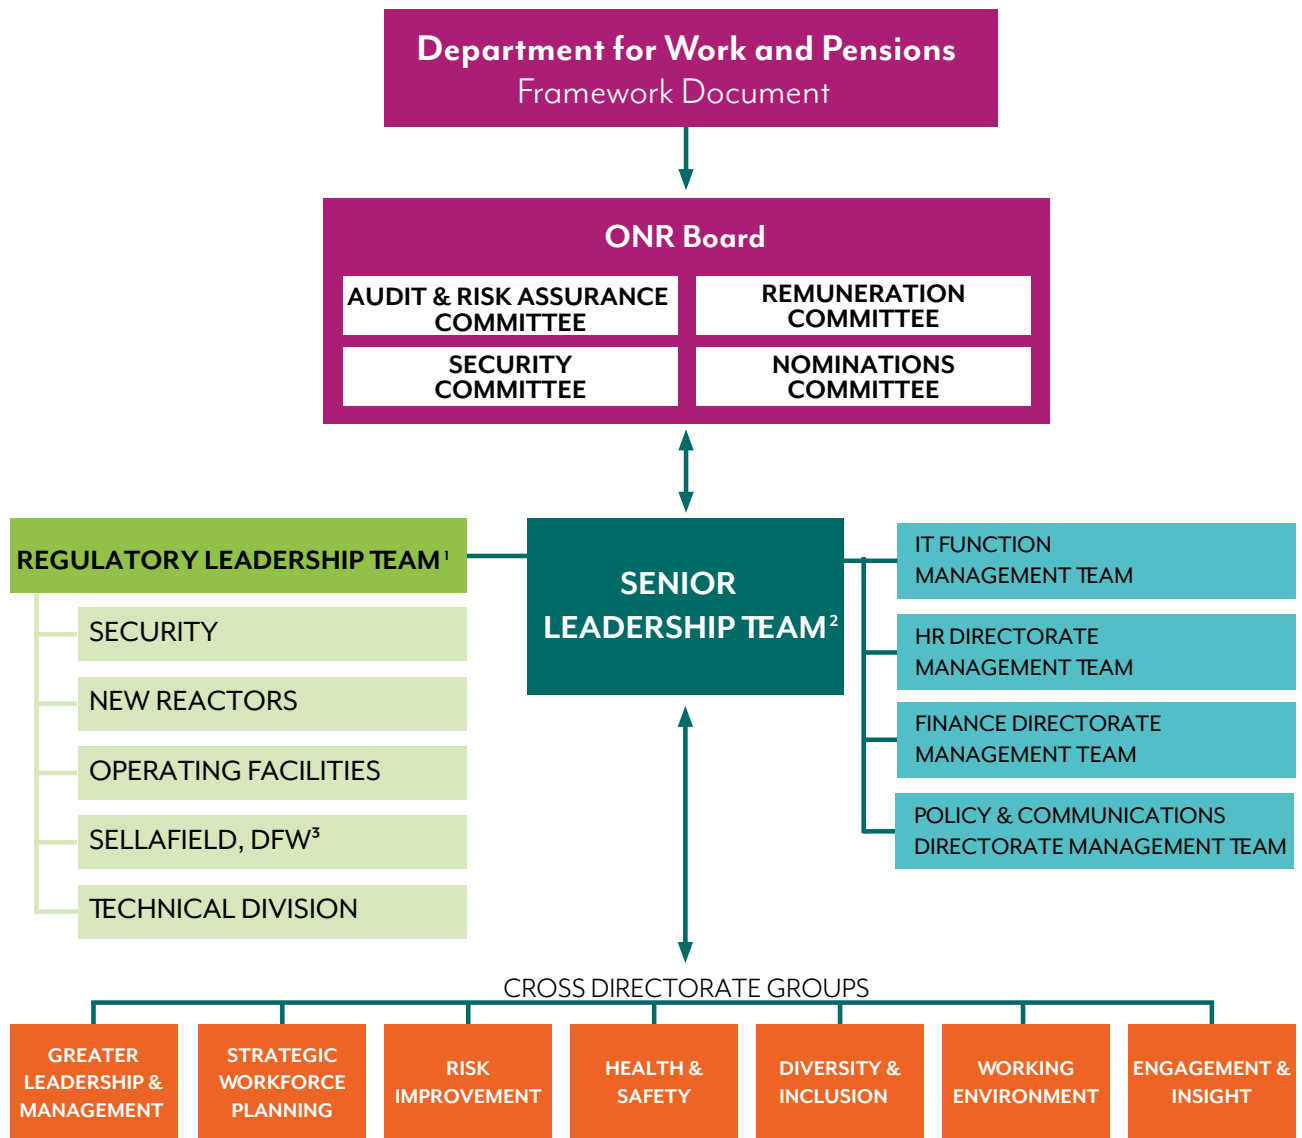 Department for Work and Pensions
Framework Document
ONR Board
AUDIT & RISK ASSURANCE
COMMITTEE
REMUNERATION
COMMITTEE
SECURITY
COMMITTEE
NOMINATIONS
COMMITTEE
REGULATORY LEADERSHIP TEAM¹
SECURITY
NEW REACTORS
OPERATING FACILITIES
SELLAFIELD, DFW³
TECHNICAL DIVISION
SENIOR
LEADERSHIP TEAM²
IT FUNCTION
MANAGEMENT TEAM
HR DIRECTORATE
MANAGEMENT TEAM
FINANCE DIRECTORATE
MANAGEMENT TEAM
POLICY & COMMUNICATIONS
DIRECTORATE MANAGEMENT TEAM
CROSS DIRECTORATE GROUPS
GREATER
LEADERSHIP &
MANAGEMENT
STRATEGIC
WORKFORCE
PLANNING
RISK
IMPROVEMENT
HEALTH &
SAFETY
DIVERSITY &
INCLUSION
WORKING
ENVIRONMENT
ENGAGEMENT &
INSIGHT